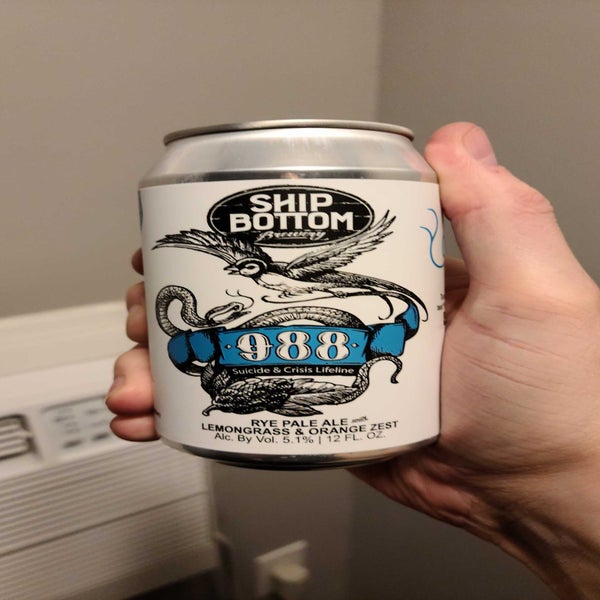 SHIP
BOTTOM
Brewery
988
Suicide & Crisis Lifeline
RYE PALE ALE with
LEMONGRASS & ORANGE ZEST
Alc. By Vol. 5.1% | 12 FL. OZ.